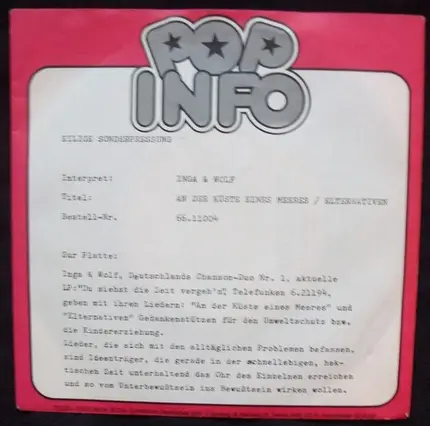 POP
INFO
EILIGE SONDERPRESSUNG
Interpret: INGA & WOLF
Titel: AN DER KÜSTE EINES MEERES / ELTERNATIVEN
Bestell-Nr. 66.11004
Zur Platte:
Inga & Wolf, Deutschlands Chanson-Duo Nr. 1, aktuelle
LP:"Du siehst die Zeit vergeh'n" Telefunken 6.21194,
geben mit ihren Liedern: "An der Küste eines Meeres" und
"Elternativen" Gedankenstützen für den Umweltschutz bzw.
die Kindererziehung.
Lieder, die sich mit den alltäglichen Problemen befassen,
sind Ideenträger, die gerade in der schnellebigen, hek-
tischen Zeit unterhaltend das Ohr des Einzelnen erreichen
und so vom Unterbewußtsein ins Bewußtsein wirken wollen.